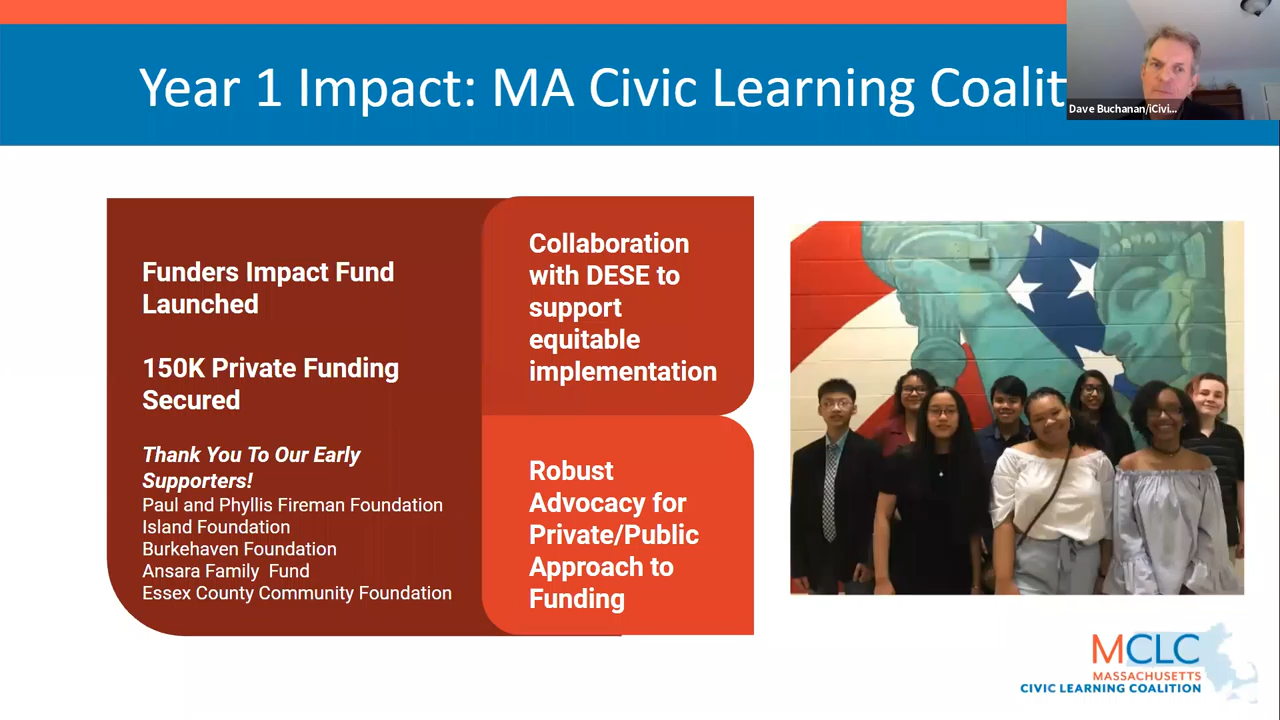 Year 1 Impact: MA Civic Learning Coalit
Dave Buchanan/iCivi...
Funders Impact Fund
Launched
150K Private Funding
Secured
Thank You To Our Early
Supporters!
Paul and Phyllis Fireman Foundation
Island Foundation
Burkehaven Foundation
Ansara Family Fund
Essex County Community Foundation
Collaboration
with DESE to
support
equitable
implementation
Robust
Advocacy for
Private/Public
Approach to
Funding
MCLC
MASSACHUSETTS
CIVIC LEARNING COALITION